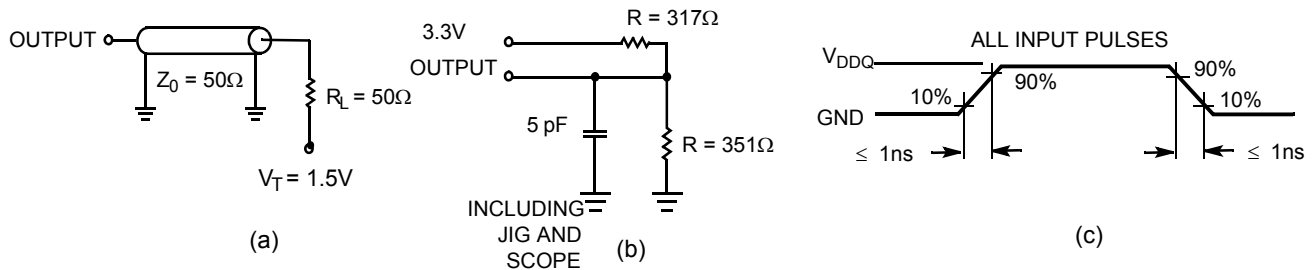 OUTPUT
Z0 = 50Ω
RL = 50Ω
VT = 1.5V
(a)
R = 317Ω
3.3V
OUTPUT
5 pF
R = 351Ω
INCLUDING
JIG AND
SCOPE
(b)
ALL INPUT PULSES
VDDQ
GND
10%
90%
90%
10%
≤ 1ns
≤ 1ns
(c)